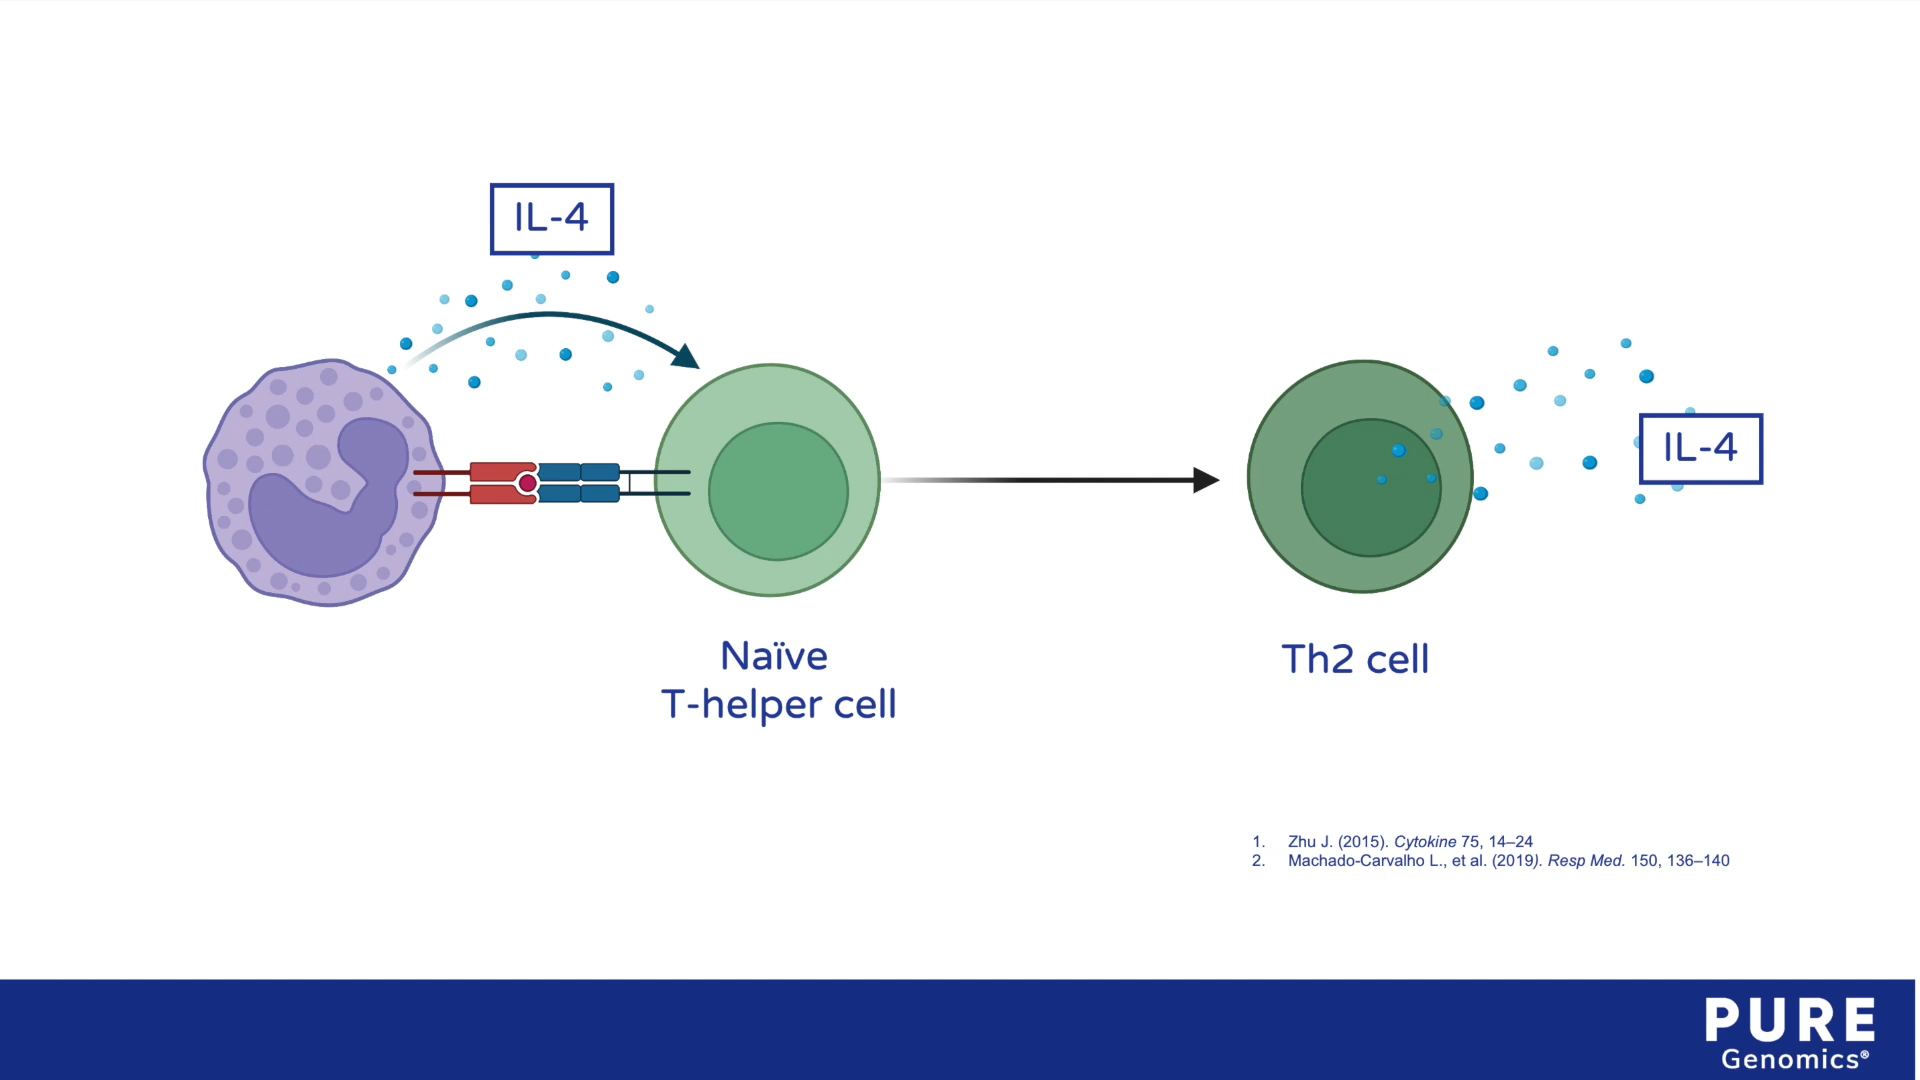 IL-4
IL-4
Naïve
T-helper cell
Th2 cell
1. Zhu J. (2015). Cytokine 75, 14–24
2. Machado-Carvalho L., et al. (2019). Resp Med. 150, 136–140
PURE
Genomics®